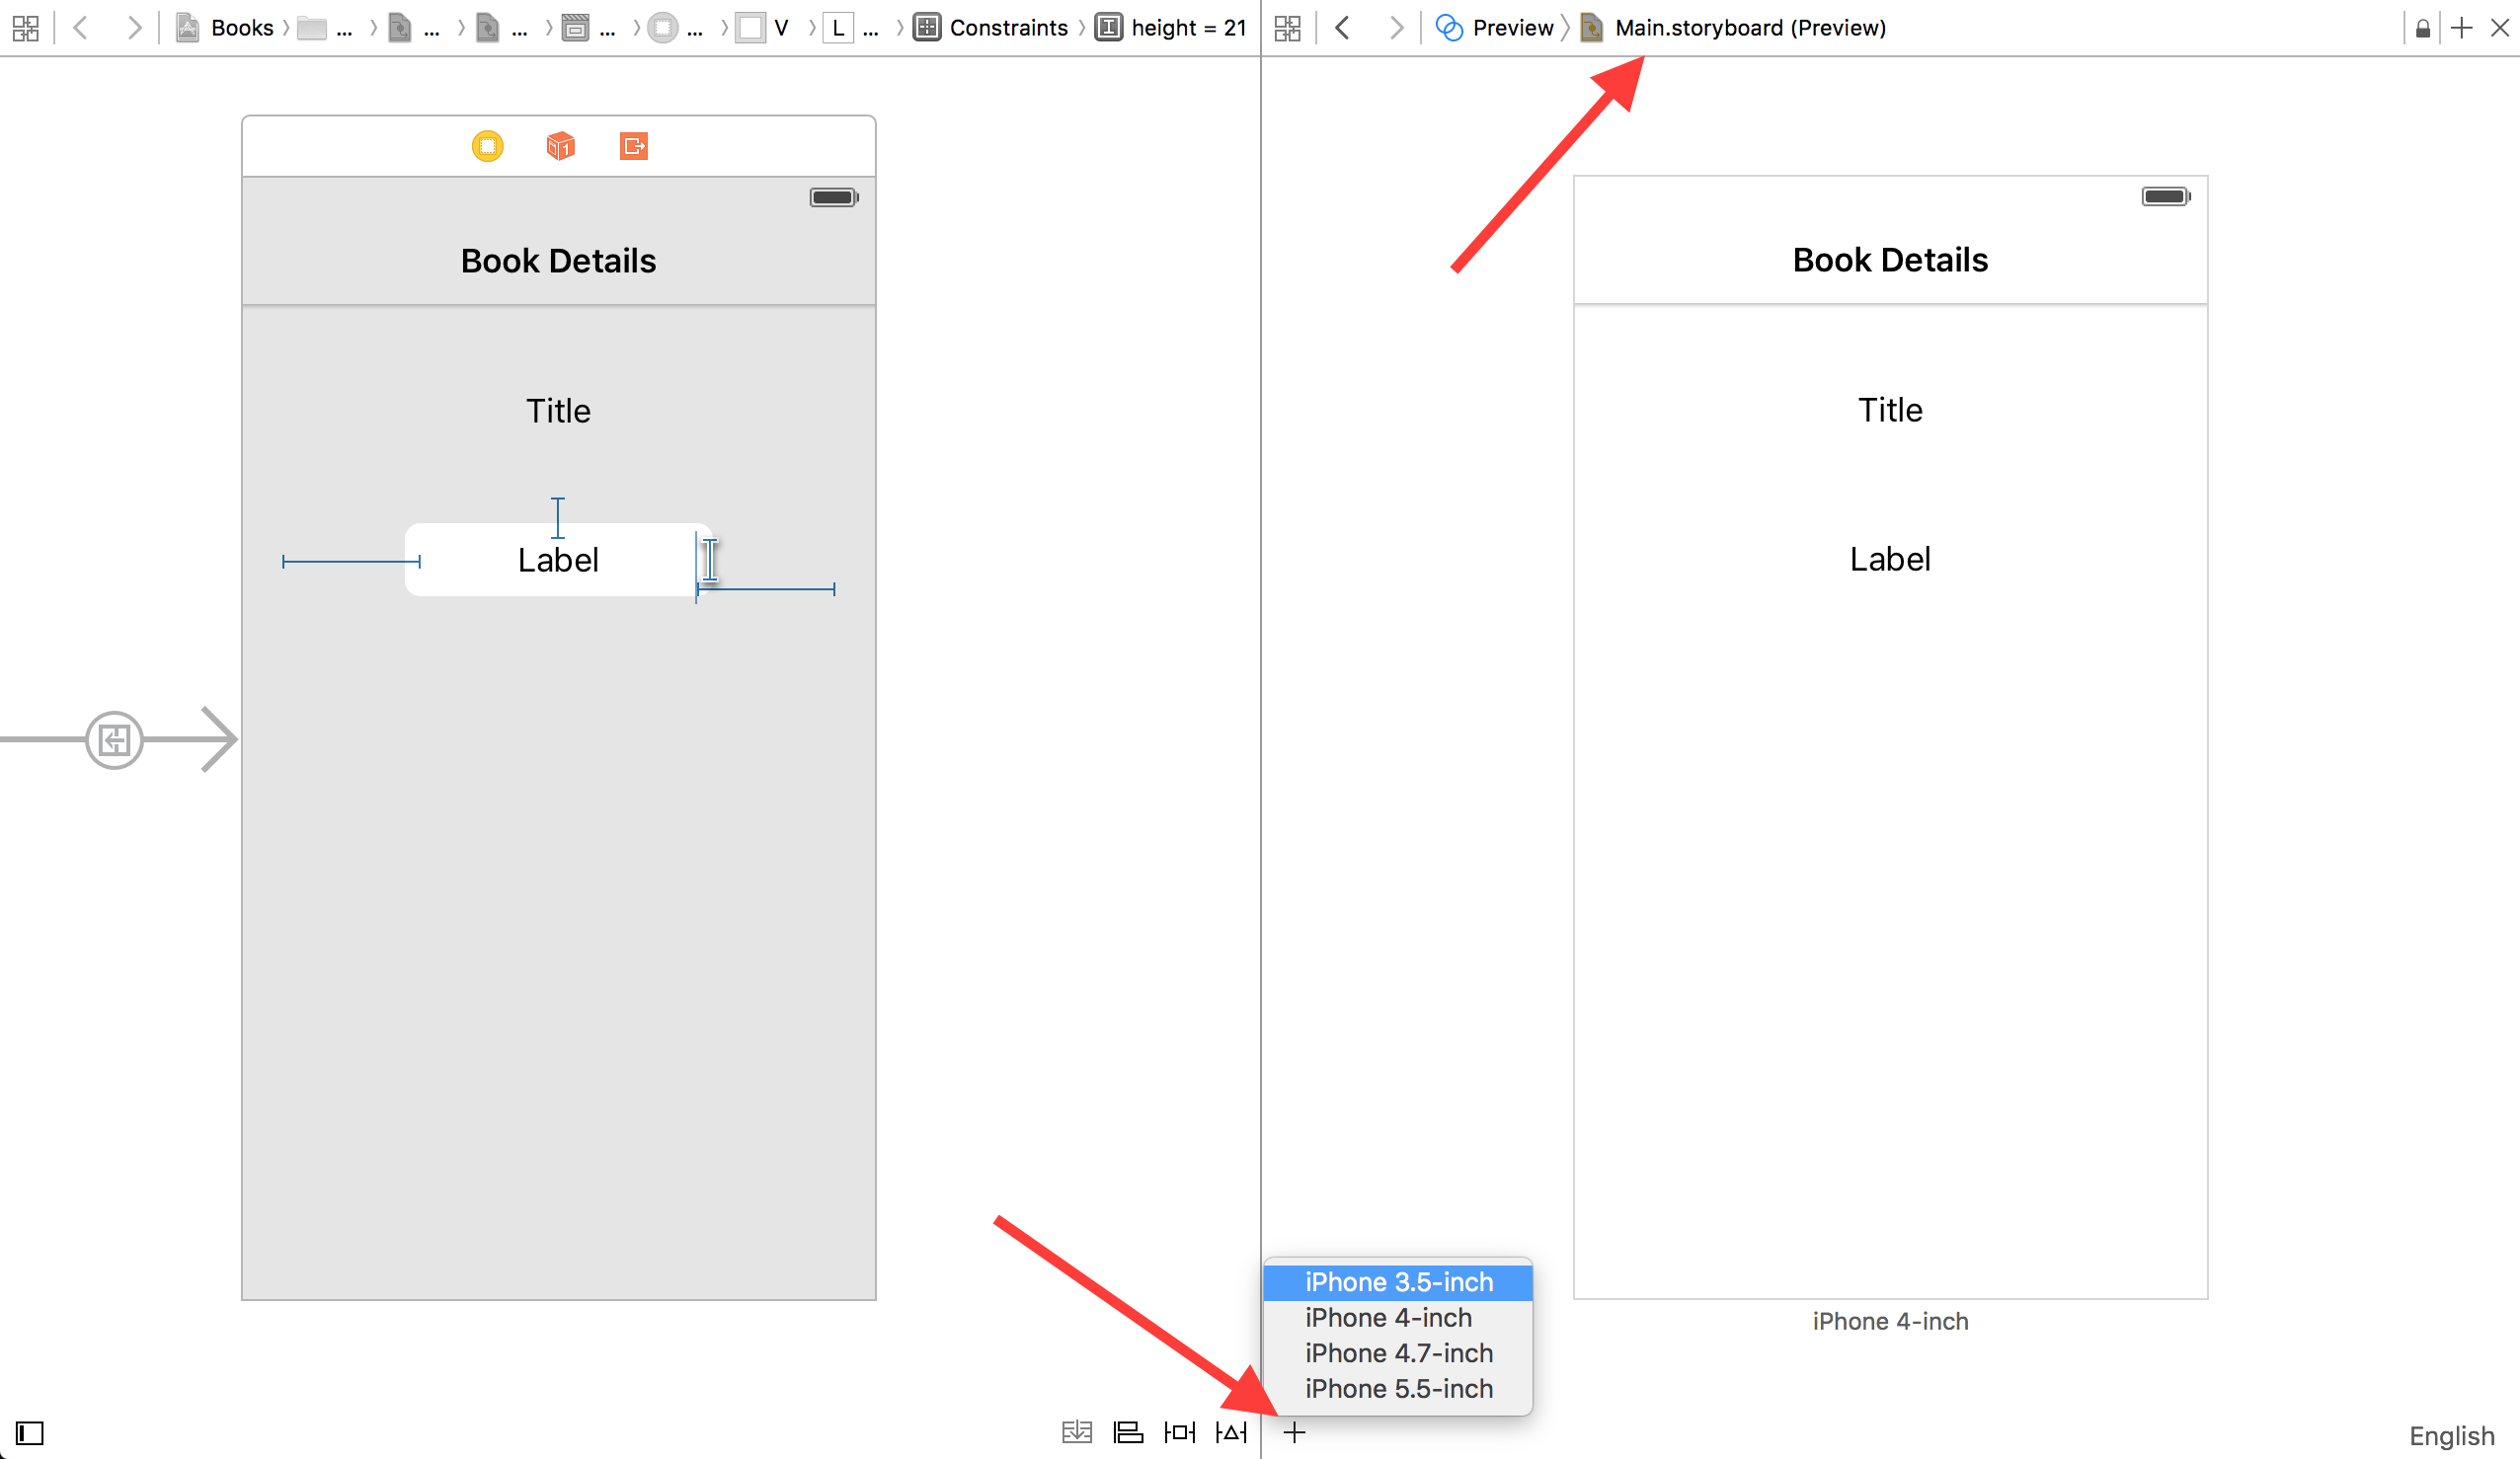 Books ... ... ... ... ... V L ... Constraints height = 21
Preview Main.storyboard (Preview)
1
Book Details
Title
Label
Book Details
Title
Label
iPhone 4-inch
iPhone 3.5-inch
iPhone 4-inch
iPhone 4.7-inch
iPhone 5.5-inch
English